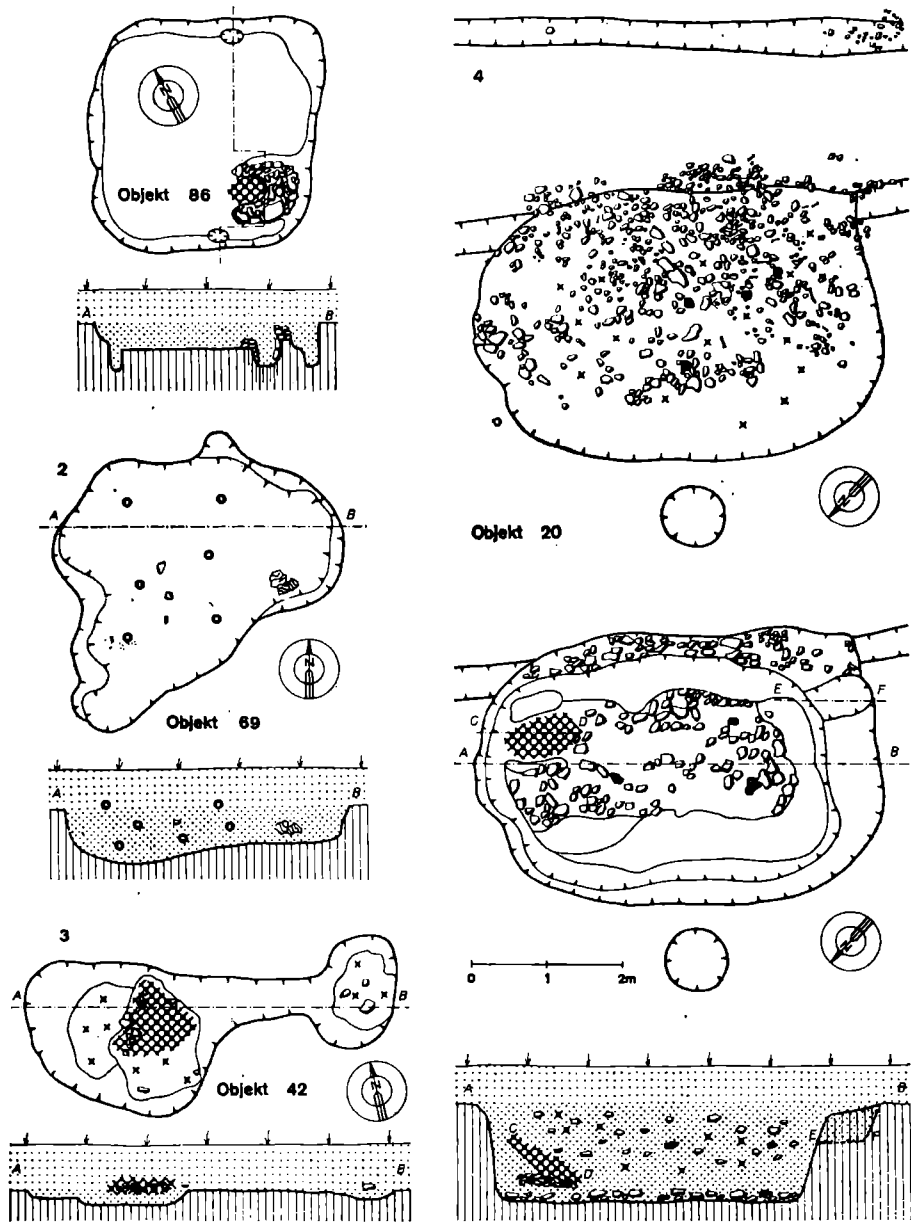 N
Objekt 86
A B
2
A B
N
Objekt 69
A B
3
A B
N
Objekt 42
A B
4
N
Objekt 20
E F
C D
A B
N
0 1 2m
A B
C E F
D